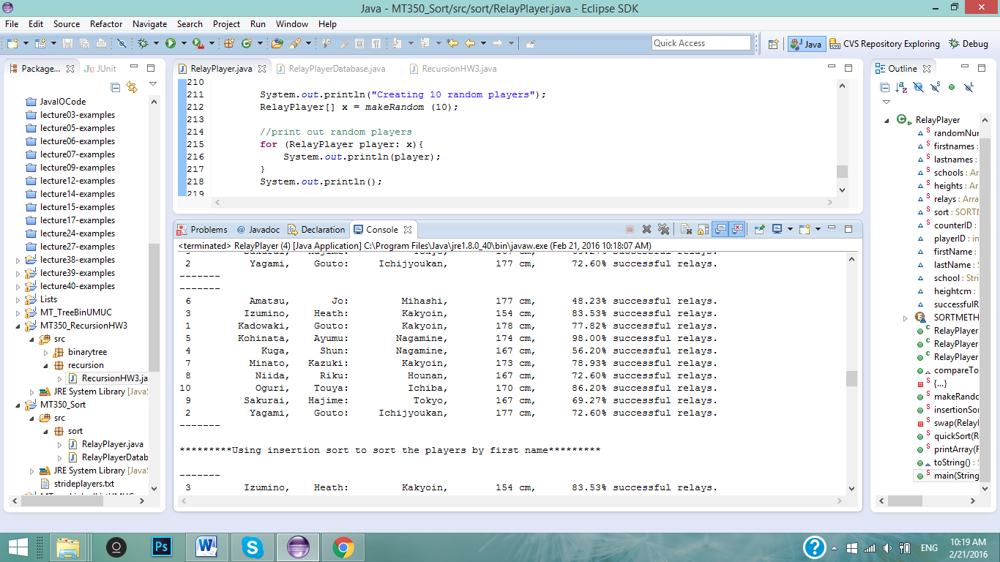 Java - MT350_Sort/src/sort/RelayPlayer.java - Eclipse SDK
File Edit Source Refactor Navigate Search Project Run Window Help
Quick Access
Java
CVS Repository Exploring
Debug
Package...
JUnit
JavaIOCode
lecture03-examples
lecture05-examples
lecture06-examples
lecture07-examples
lecture09-examples
lecture12-examples
lecture14-examples
lecture15-examples
lecture17-examples
lecture24-examples
lecture27-examples
lecture38-examples
lecture39-examples
lecture40-examples
Lists
MT_TreeBinUMUC
MT350_RecursionHW3
src
binarytree
recursion
RecursionHW3.ja
JRE System Library [JavaS
MT350_Sort
src
sort
RelayPlayer.java
RelayPlayerDatab
JRE System Library [JavaS
strideplayers.txt
RelayPlayer.java
RelayPlayerDatabase.java
RecursionHW3.java
210
211 System.out.println("Creating 10 random players");
212 RelayPlayer[] x = makeRandom (10);
213
214 //print out random players
215 for (RelayPlayer player: x){
216 System.out.println(player);
217 }
218 System.out.println();
219
Problems @ Javadoc Declaration Console
<terminated> RelayPlayer (4) [Java Application] C:\Program Files\Java\jre1.8.0_40\bin\javaw.exe (Feb 21, 2016 10:18:07 AM)
2 Yagami, Gouto: Ichijyoukan, 177 cm, 72.60% successful relays.
-------
-------
6 Amatsu, Jo: Mihashi, 177 cm, 48.23% successful relays.
3 Izumino, Heath: Kakyoin, 154 cm, 83.53% successful relays.
1 Kadowaki, Gouto: Kakyoin, 178 cm, 77.82% successful relays.
5 Kohinata, Ayumu: Nagamine, 174 cm, 98.00% successful relays.
4 Kuga, Shun: Nagamine, 167 cm, 56.20% successful relays.
7 Minato, Kazuki: Kakyoin, 173 cm, 78.93% successful relays.
8 Niida, Riku: Hounan, 167 cm, 72.60% successful relays.
10 Oguri, Touya: Ichiba, 170 cm, 86.20% successful relays.
9 Sakurai, Hajime: Tokyo, 167 cm, 69.27% successful relays.
2 Yagami, Gouto: Ichijyoukan, 177 cm, 72.60% successful relays.
-------
*********Using insertion sort to sort the players by first name*********
-------
3 Izumino, Heath: Kakyoin, 154 cm, 83.53% successful relays.
Outline
RelayPlayer
randomNur
firstnames :
lastnames :
schools : Ar
heights : Ar
relays : Arra
sort : SORTM
counterID :
playerID : in
firstName :
lastName : S
school : Stri
heightcm :
successfulR
SORTMETH
RelayPlayer
RelayPlayer
RelayPlayer
compareTo
{...}
makeRando
insertionSor
swap(Relayl
quickSort(R
printArray(F
toString() : S
main(String
ENG
10:19 AM
2/21/2016